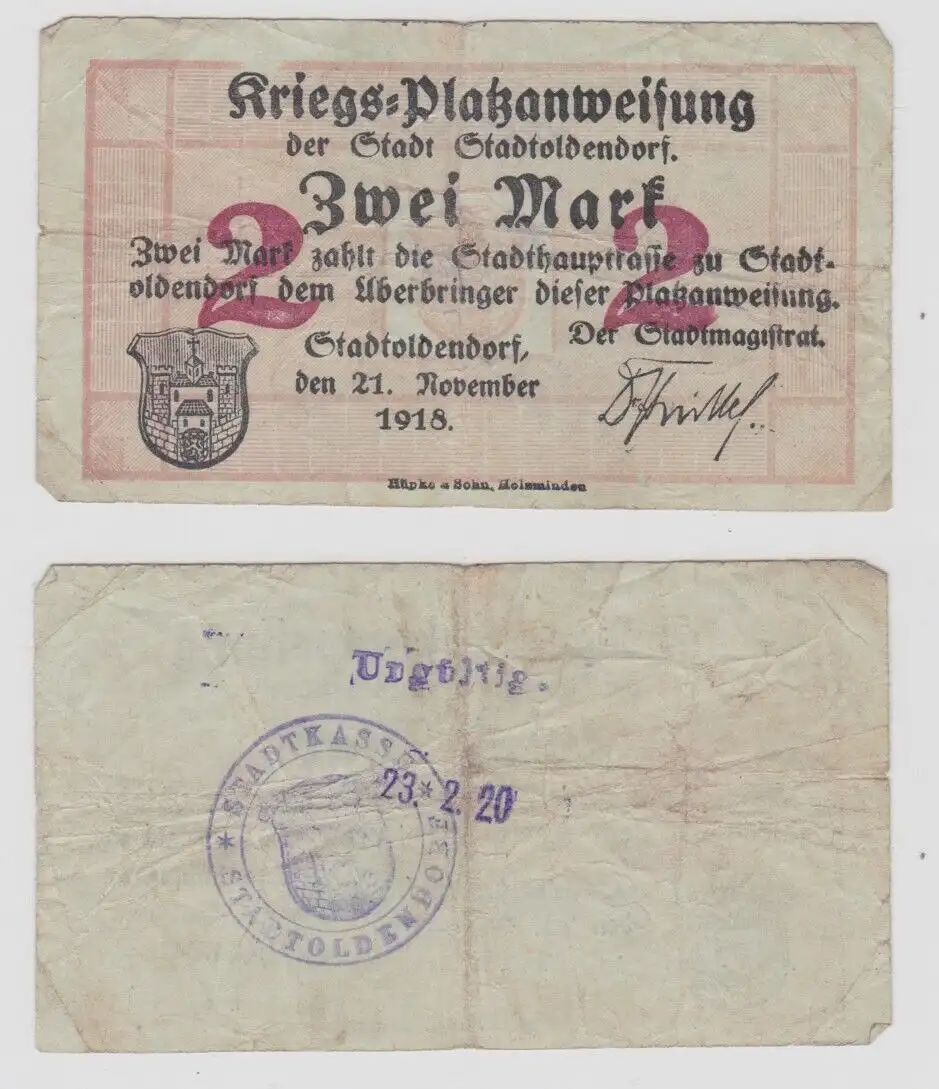 Kriegs=Platzanweisung
der Stadt Stadtoldendorf.
Zwei Mark
2 2
Zwei Mark zahlt die Stadthauptkasse zu Stadt-
oldendorf dem Überbringer dieser Platzanweisung.
Der Stadtmagistrat.
Stadtoldendorf,
den 21. November
1918.
Hüpke & Sohn, Holzminden
Ungültig.
* STADTKASSE * STADTOLDENDORF
23. 2. 20